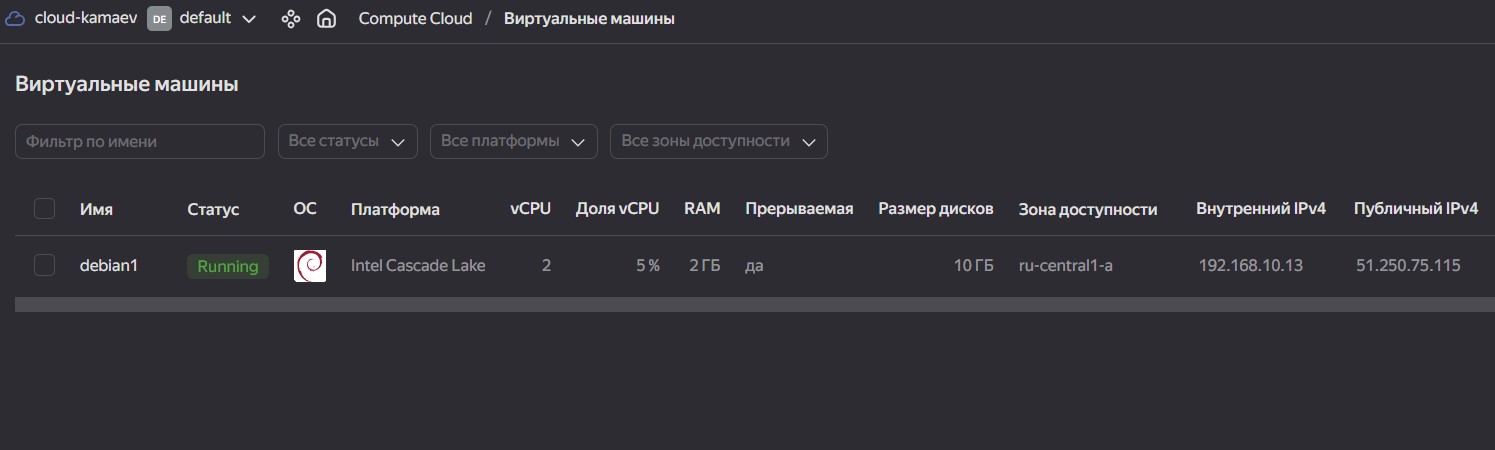 cloud-kamaev DE default Compute Cloud / Виртуальные машины
Виртуальные машины
Фильтр по имени Все статусы Все платформы Все зоны доступности
Имя Статус ОС Платформа vCPU Доля vCPU RAM Прерываемая Размер дисков Зона доступности Внутренний IPv4 Публичный IPv4
debian1 Running Intel Cascade Lake 2 5 % 2 ГБ да 10 ГБ ru-central1-a 192.168.10.13 51.250.75.115